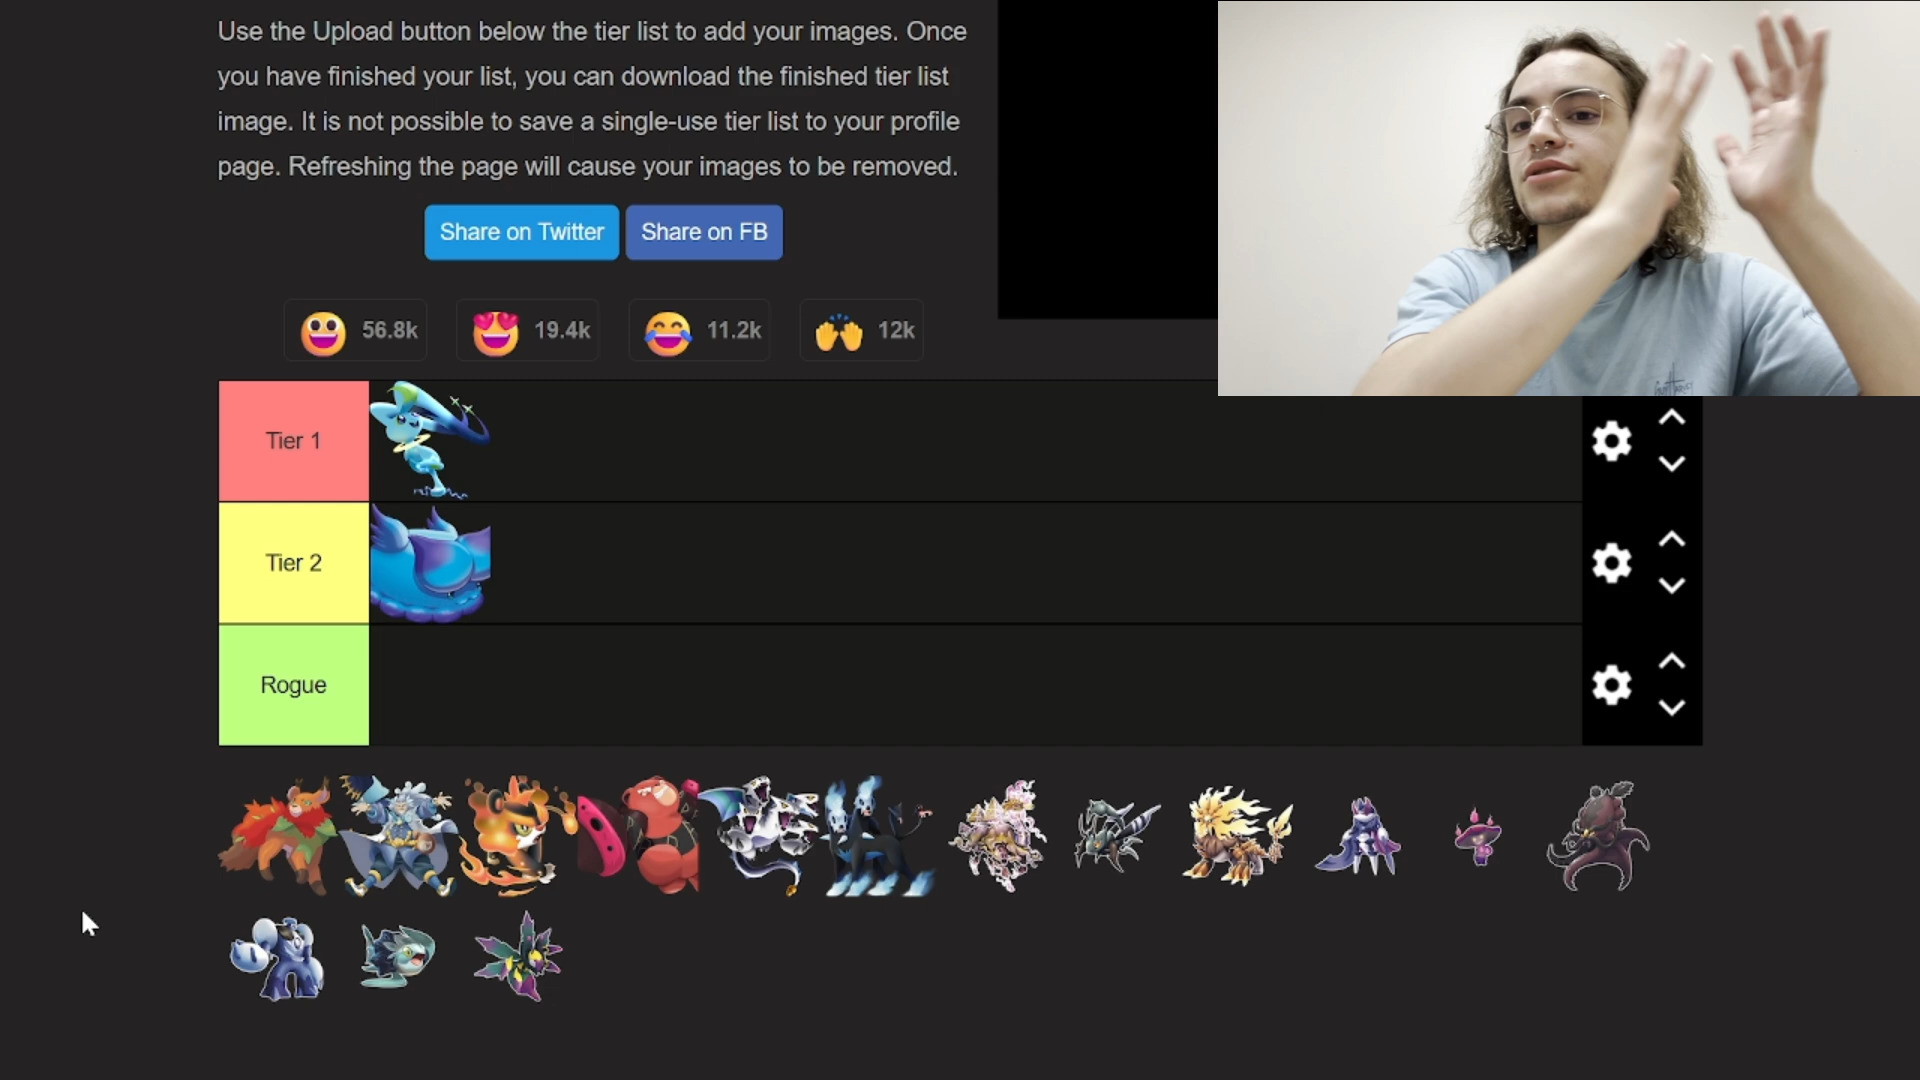 Use the Upload button below the tier list to add your images. Once
you have finished your list, you can download the finished tier list
image. It is not possible to save a single-use tier list to your profile
page. Refreshing the page will cause your images to be removed.
Share on Twitter Share on FB
56.8k 19.4k 11.2k 12k
Tier 1
Tier 2
Rogue